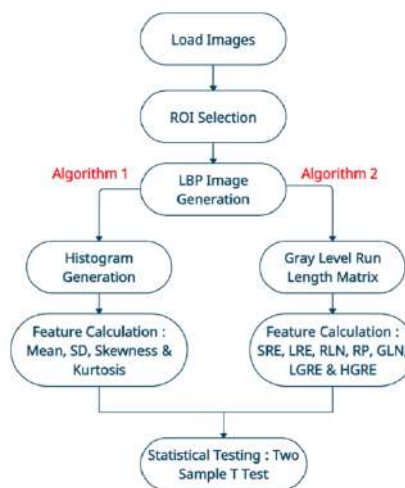 Load Images
ROI Selection
Algorithm 1
Algorithm 2
LBP Image
Generation
Histogram
Generation
Gray Level Run
Length Matrix
Feature Calculation :
Mean, SD, Skewness &
Kurtosis
Feature Calculation :
SRE, LRE, RLN, RP, GLN,
LGRE & HGRE
Statistical Testing : Two
Sample T Test